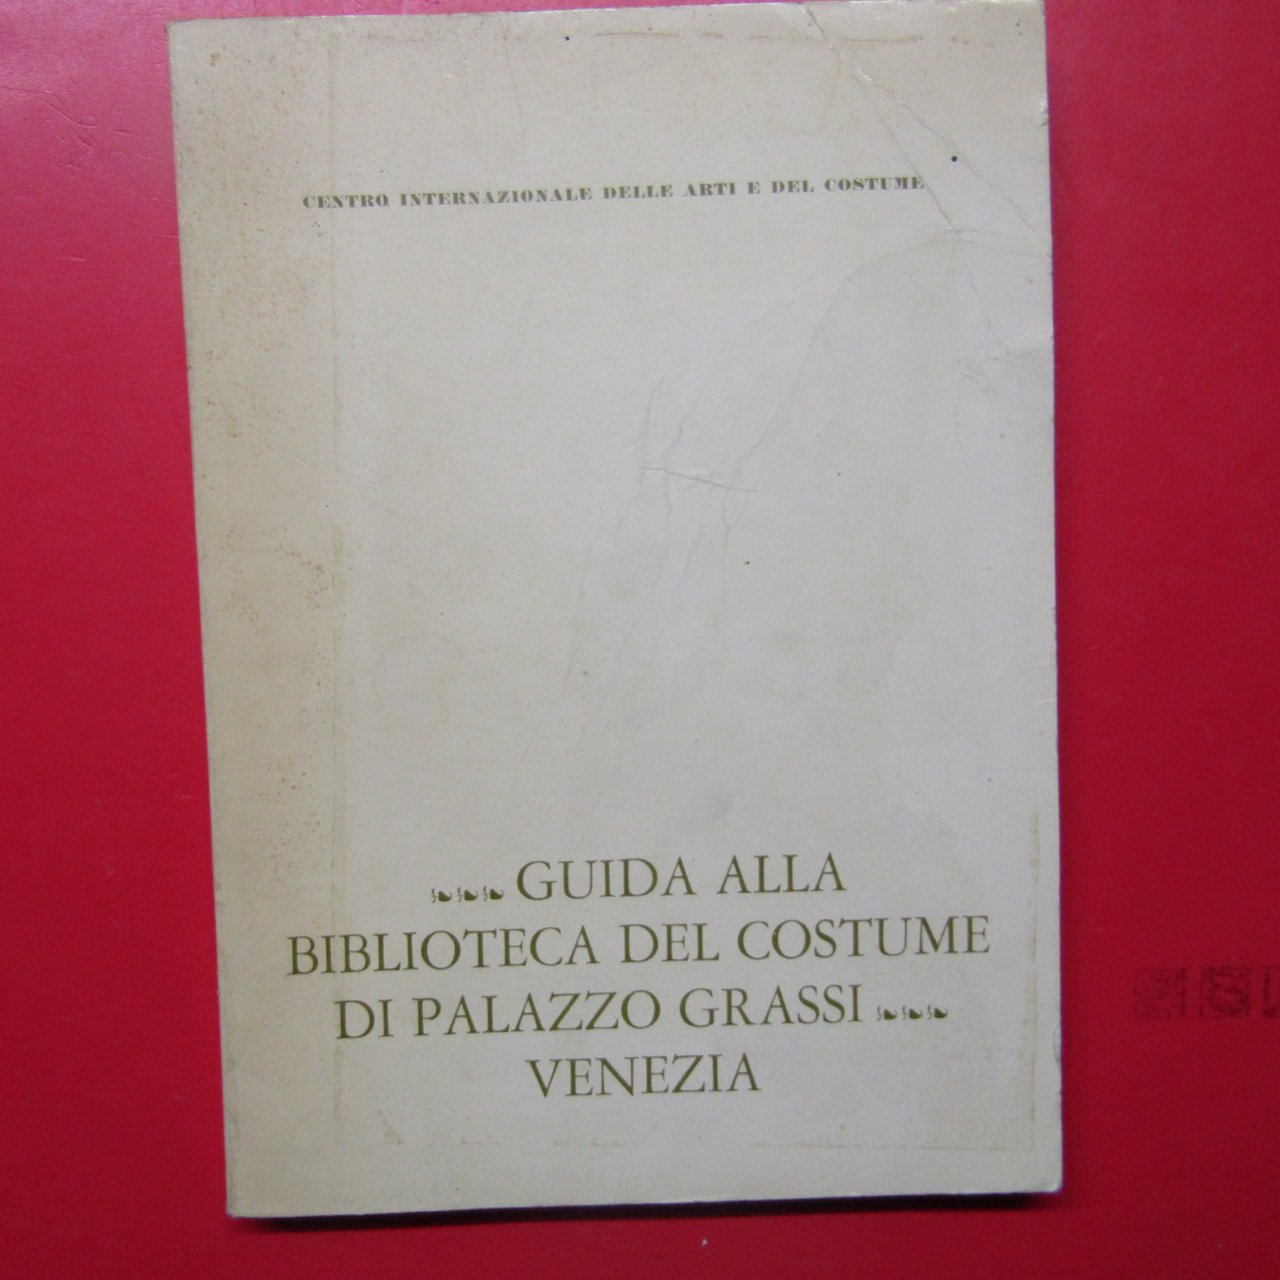 CENTRO INTERNAZIONALE DELLE ARTI E DEL COSTUME
GUIDA ALLA
BIBLIOTECA DEL COSTUME
DI PALAZZO GRASSI
VENEZIA